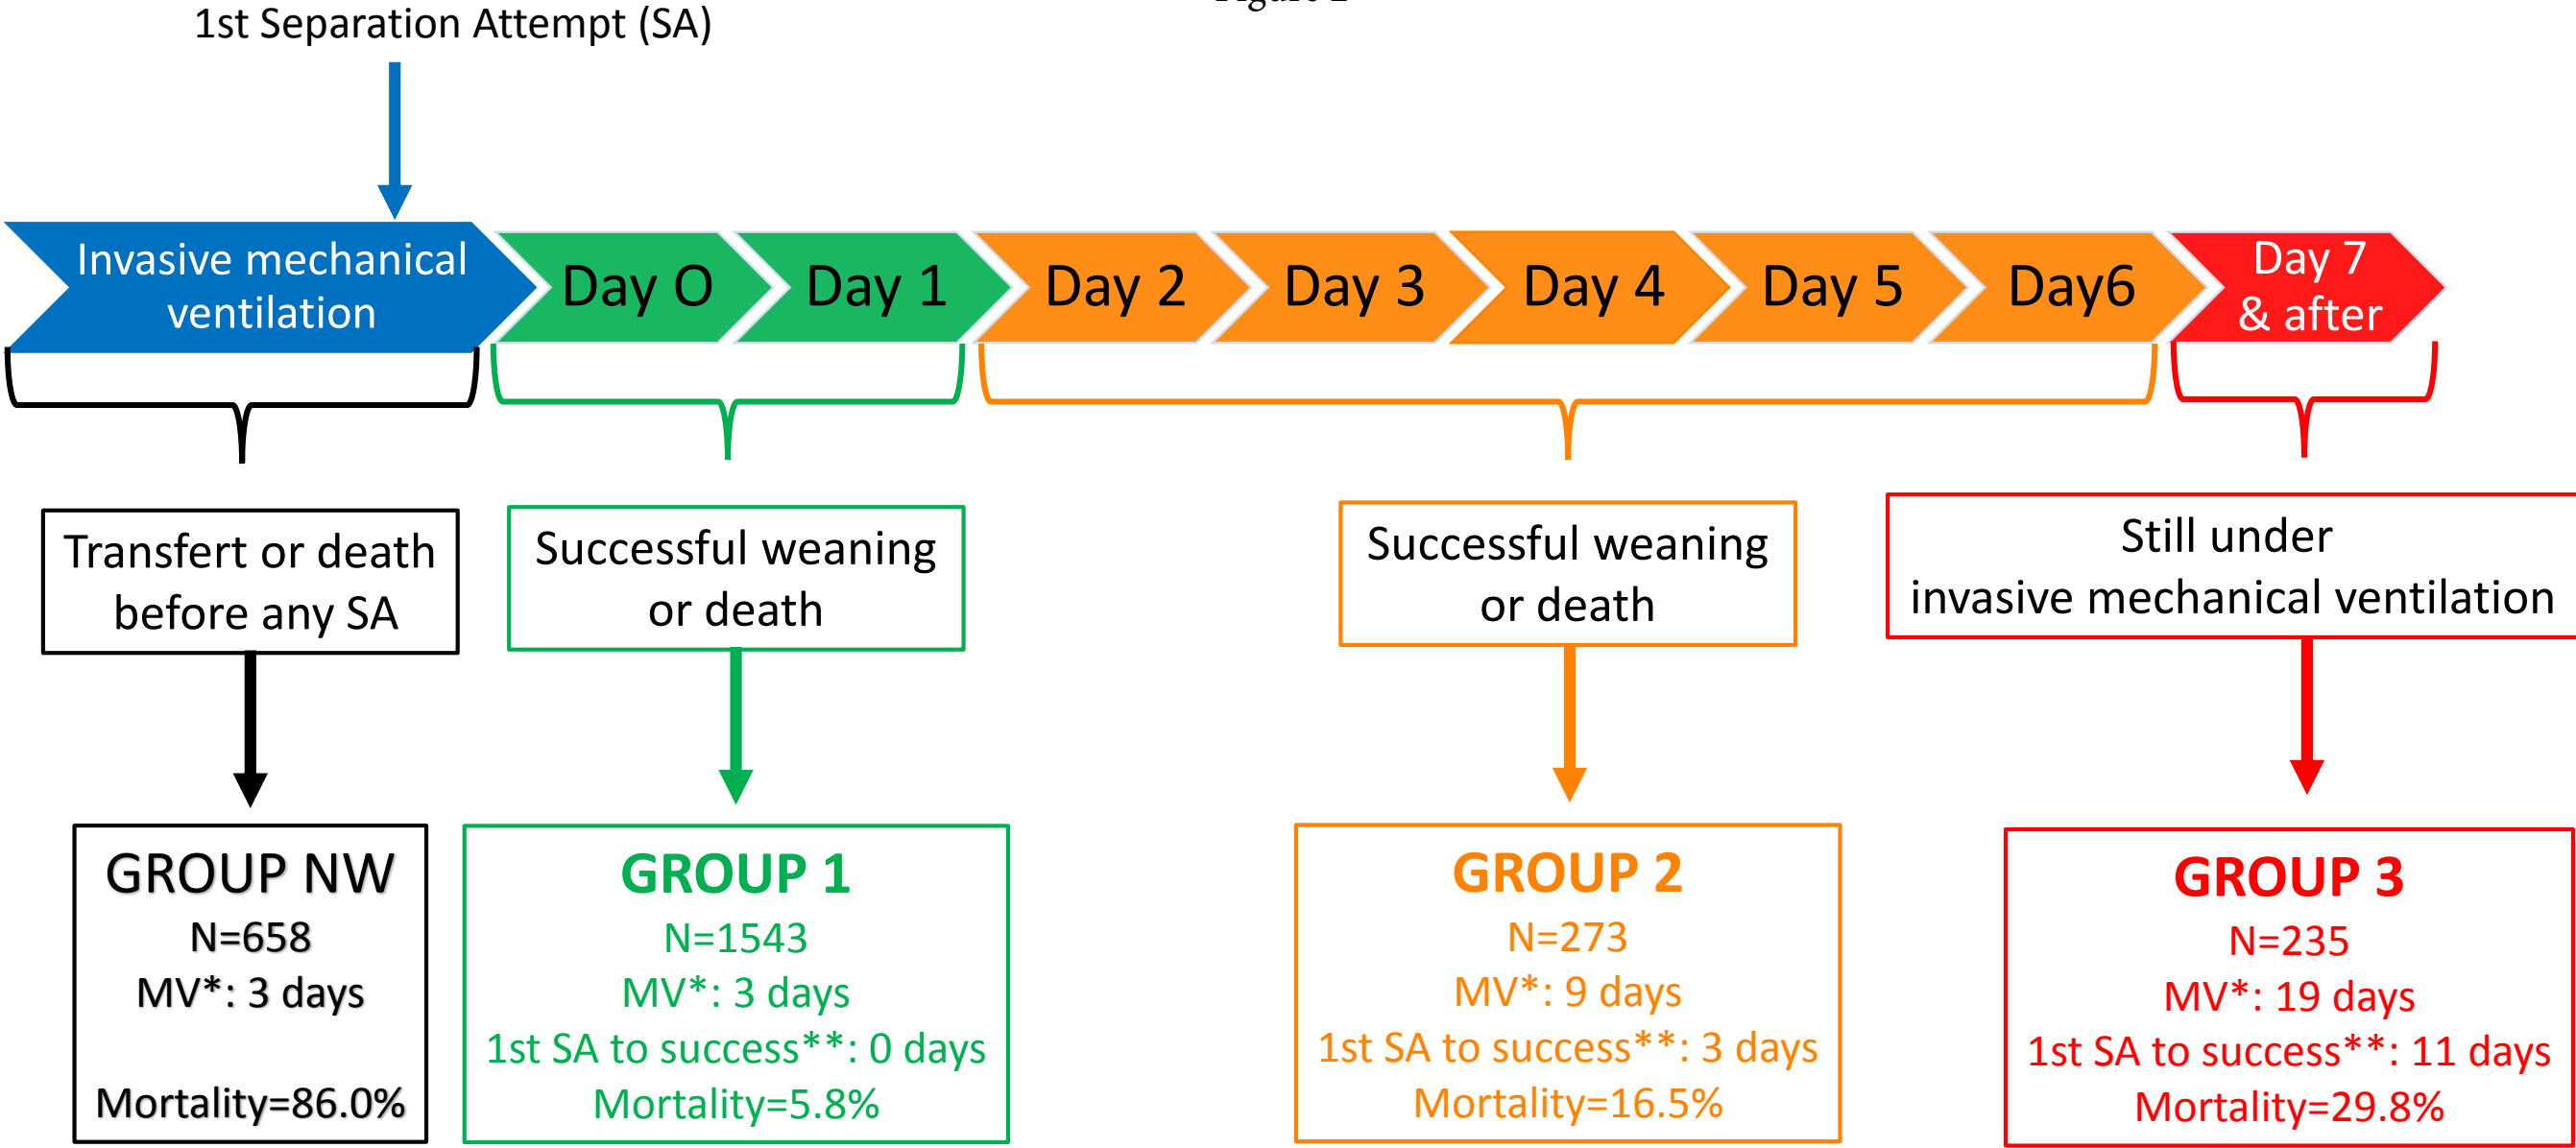 1st Separation Attempt (SA)
Invasive mechanical
ventilation
Day O
Day 1
Day 2
Day 3
Day 4
Day 5
Day6
Day 7
& after
Transfert or death
before any SA
Successful weaning
or death
Successful weaning
or death
Still under
invasive mechanical ventilation
GROUP NW
N=658
MV*: 3 days
Mortality=86.0%
GROUP 1
N=1543
MV*: 3 days
1st SA to success**: 0 days
Mortality=5.8%
GROUP 2
N=273
MV*: 9 days
1st SA to success**: 3 days
Mortality=16.5%
GROUP 3
N=235
MV*: 19 days
1st SA to success**: 11 days
Mortality=29.8%